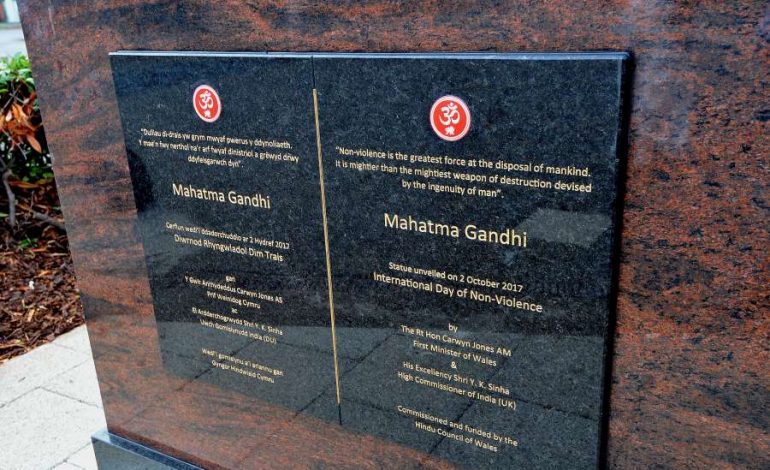 ॐ
"Dulliau di-drais yw grym mwyaf pwerus y ddynoliaeth.
Y mae'n fwy nerthol na'r arf fwyaf dinistriol a grëwyd drwy
ddyfeisgarwch dyn".
Mahatma Gandhi
Cerflun wedi'i ddadorchuddio ar 2 Hydref 2017
Diwrnod Rhyngwladol Dim Trais
gan
Y Gwir Anrhydeddus Carwyn Jones AS
Prif Weinidog Cymru
ac
Ei Ardderchogrwydd Shri Y. K. Sinha
Uwch Gomisiynydd India (DU)
Wedi'i gomisiynu a'i ariannu gan
Gyngor Hindwiaid Cymru
ॐ
"Non-violence is the greatest force at the disposal of mankind.
It is mightier than the mightiest weapon of destruction devised
by the ingenuity of man".
Mahatma Gandhi
Statue unveiled on 2 October 2017
International Day of Non-Violence
by
The Rt Hon Carwyn Jones AM
First Minister of Wales
&
His Excellency Shri Y. K. Sinha
High Commissioner of India (UK)
Commissioned and funded by the
Hindu Council of Wales